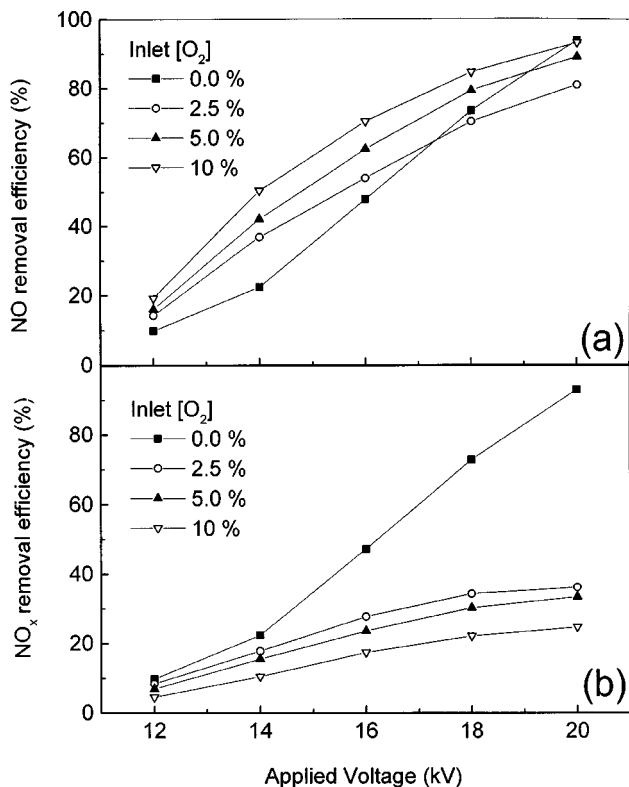 100
80
60
40
20
0
NO removal efficiency (%)
Inlet [O₂]
0.0 %
2.5 %
5.0 %
10 %
(a)
80
60
40
20
0
NOₓ removal efficiency (%)
Inlet [O₂]
0.0 %
2.5 %
5.0 %
10 %
(b)
12 14 16 18 20
Applied Voltage (kV)